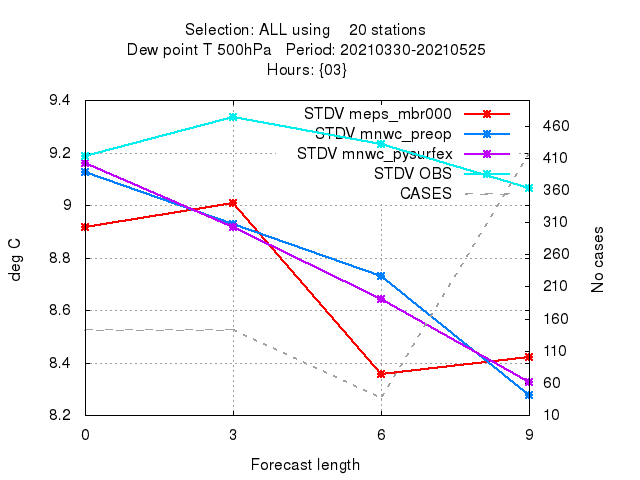 Selection: ALL using    20 stations
Dew point T 500hPa   Period: 20210330-20210525
Hours: {03}
STDV meps_mbr000
STDV mnwc_preop
STDV mnwc_pysurfex
STDV OBS
CASES
deg C
9.4
9.2
9
8.8
8.6
8.4
8.2
460
410
360
310
260
210
160
110
60
10
No cases
0 3 6 9
Forecast length